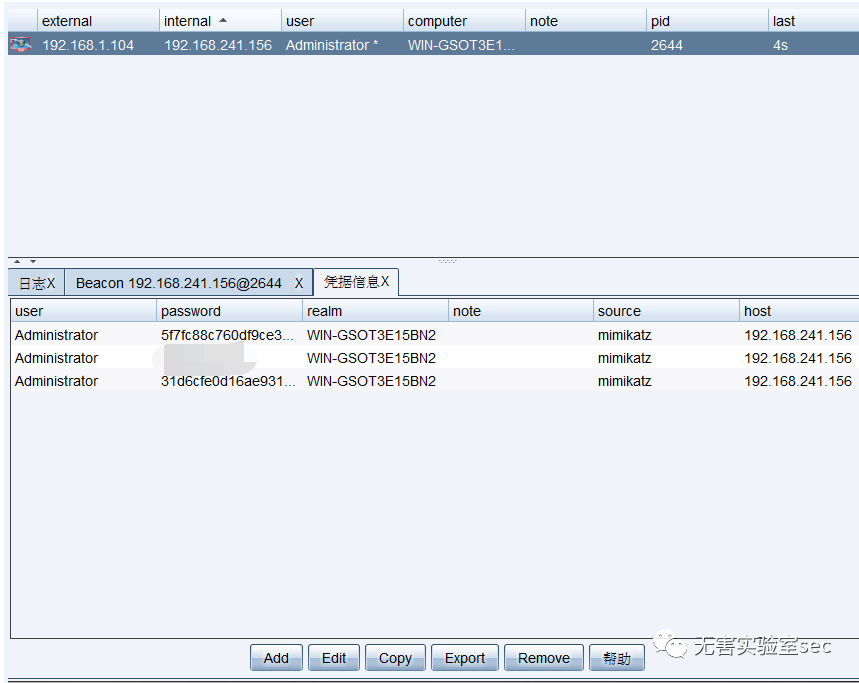 external internal user computer note pid last
192.168.1.104 192.168.241.156 Administrator * WIN-GSOT3E1... 2644 4s
日志X Beacon 192.168.241.156@2644 X 凭据信息X
user password realm note source host
Administrator 5f7fc88c760df9ce3... WIN-GSOT3E15BN2 mimikatz 192.168.241.156
Administrator WIN-GSOT3E15BN2 mimikatz 192.168.241.156
Administrator 31d6cfe0d16ae931... WIN-GSOT3E15BN2 mimikatz 192.168.241.156
Add Edit Copy Export Remove 帮助
无害实验室sec